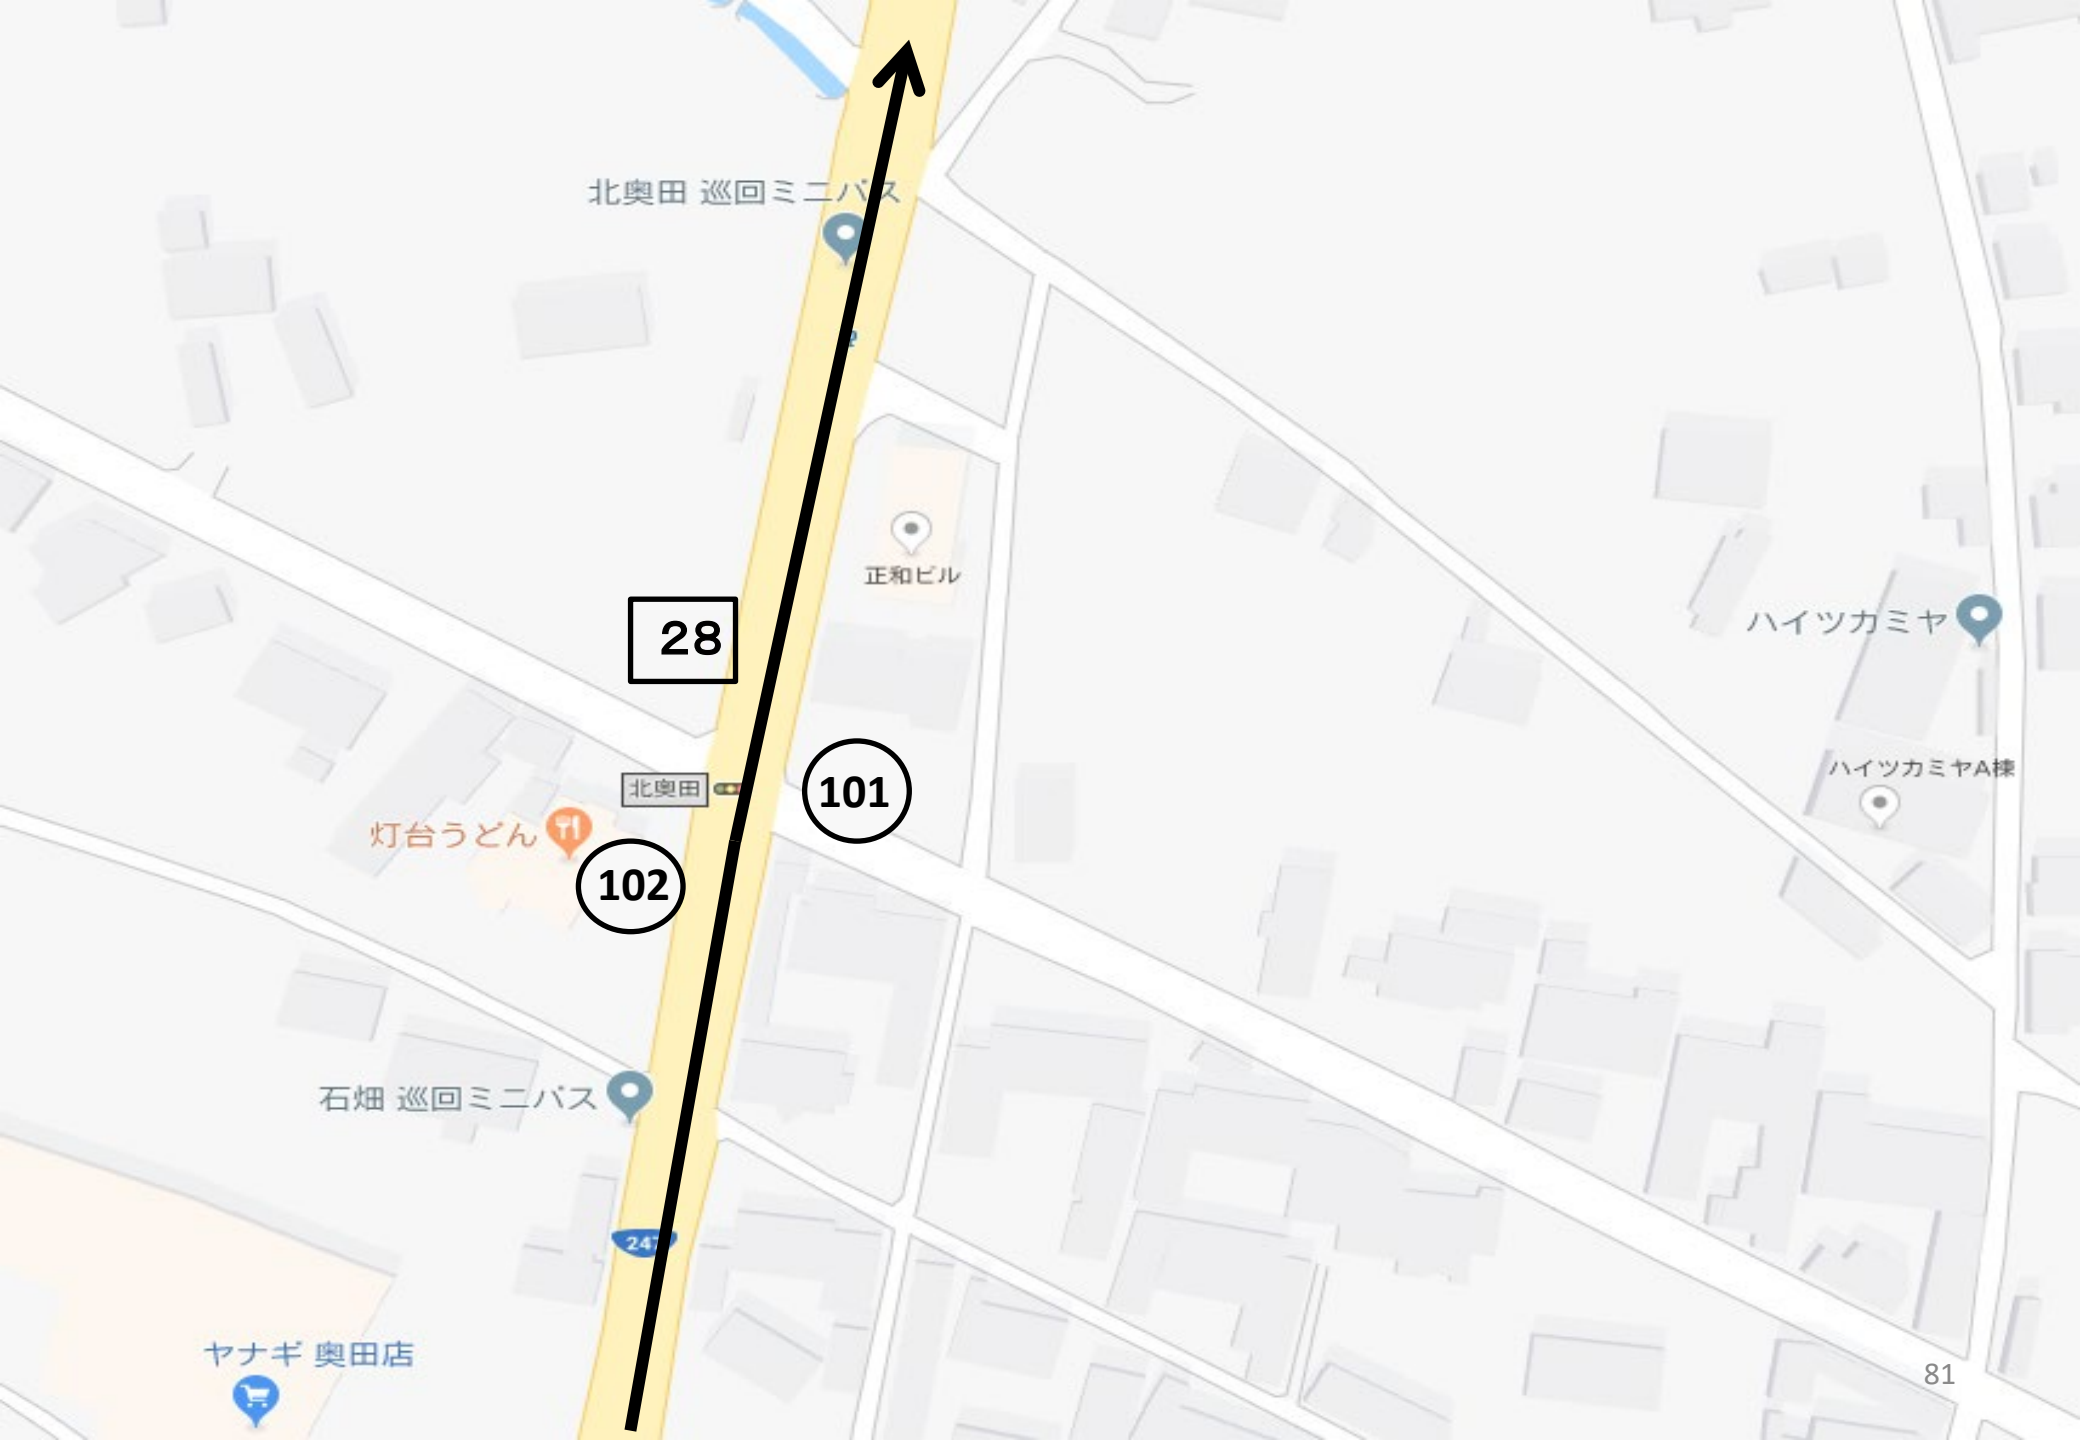 北奥田 巡回ミニバス
正和ビル
28
ハイツカミヤ
ハイツカミヤA棟
北奥田
101
灯台うどん
102
石畑 巡回ミニバス
247
ヤナギ 奥田店
81